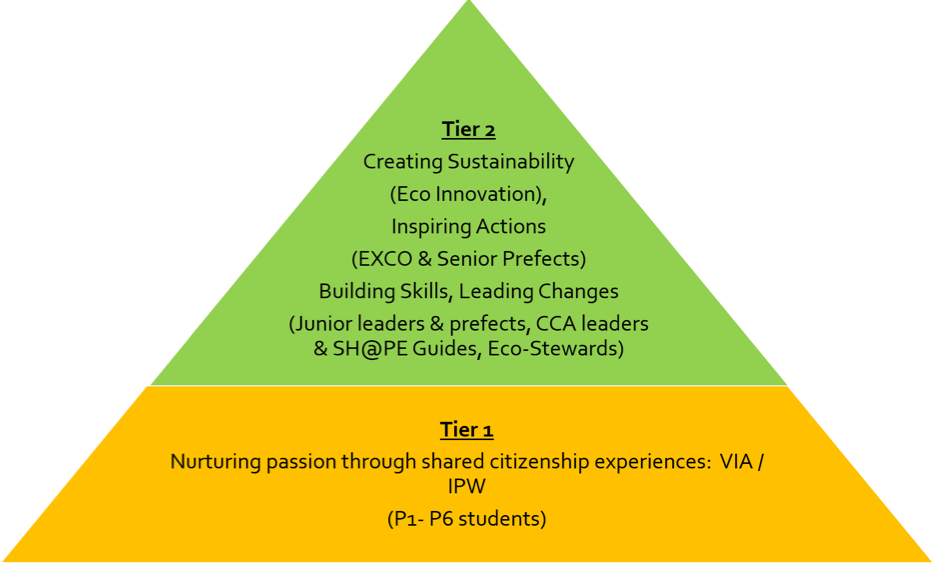 Tier 2
Creating Sustainability
(Eco Innovation),
Inspiring Actions
(EXCO & Senior Prefects)
Building Skills, Leading Changes
(Junior leaders & prefects, CCA leaders
& SH@PE Guides, Eco-Stewards)
Tier 1
Nurturing passion through shared citizenship experiences: VIA /
IPW
(P1- P6 students)